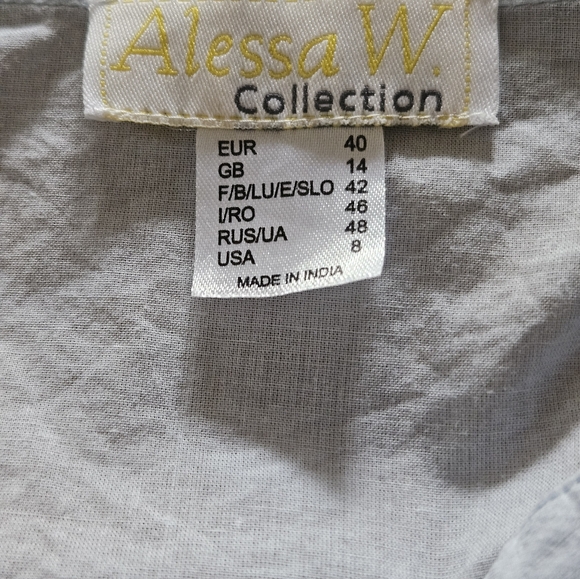 Alessa W.
Collection
EUR 40
GB 14
F/B/LU/E/SLO 42
I/RO 46
RUS/UA 48
USA 8
MADE IN INDIA